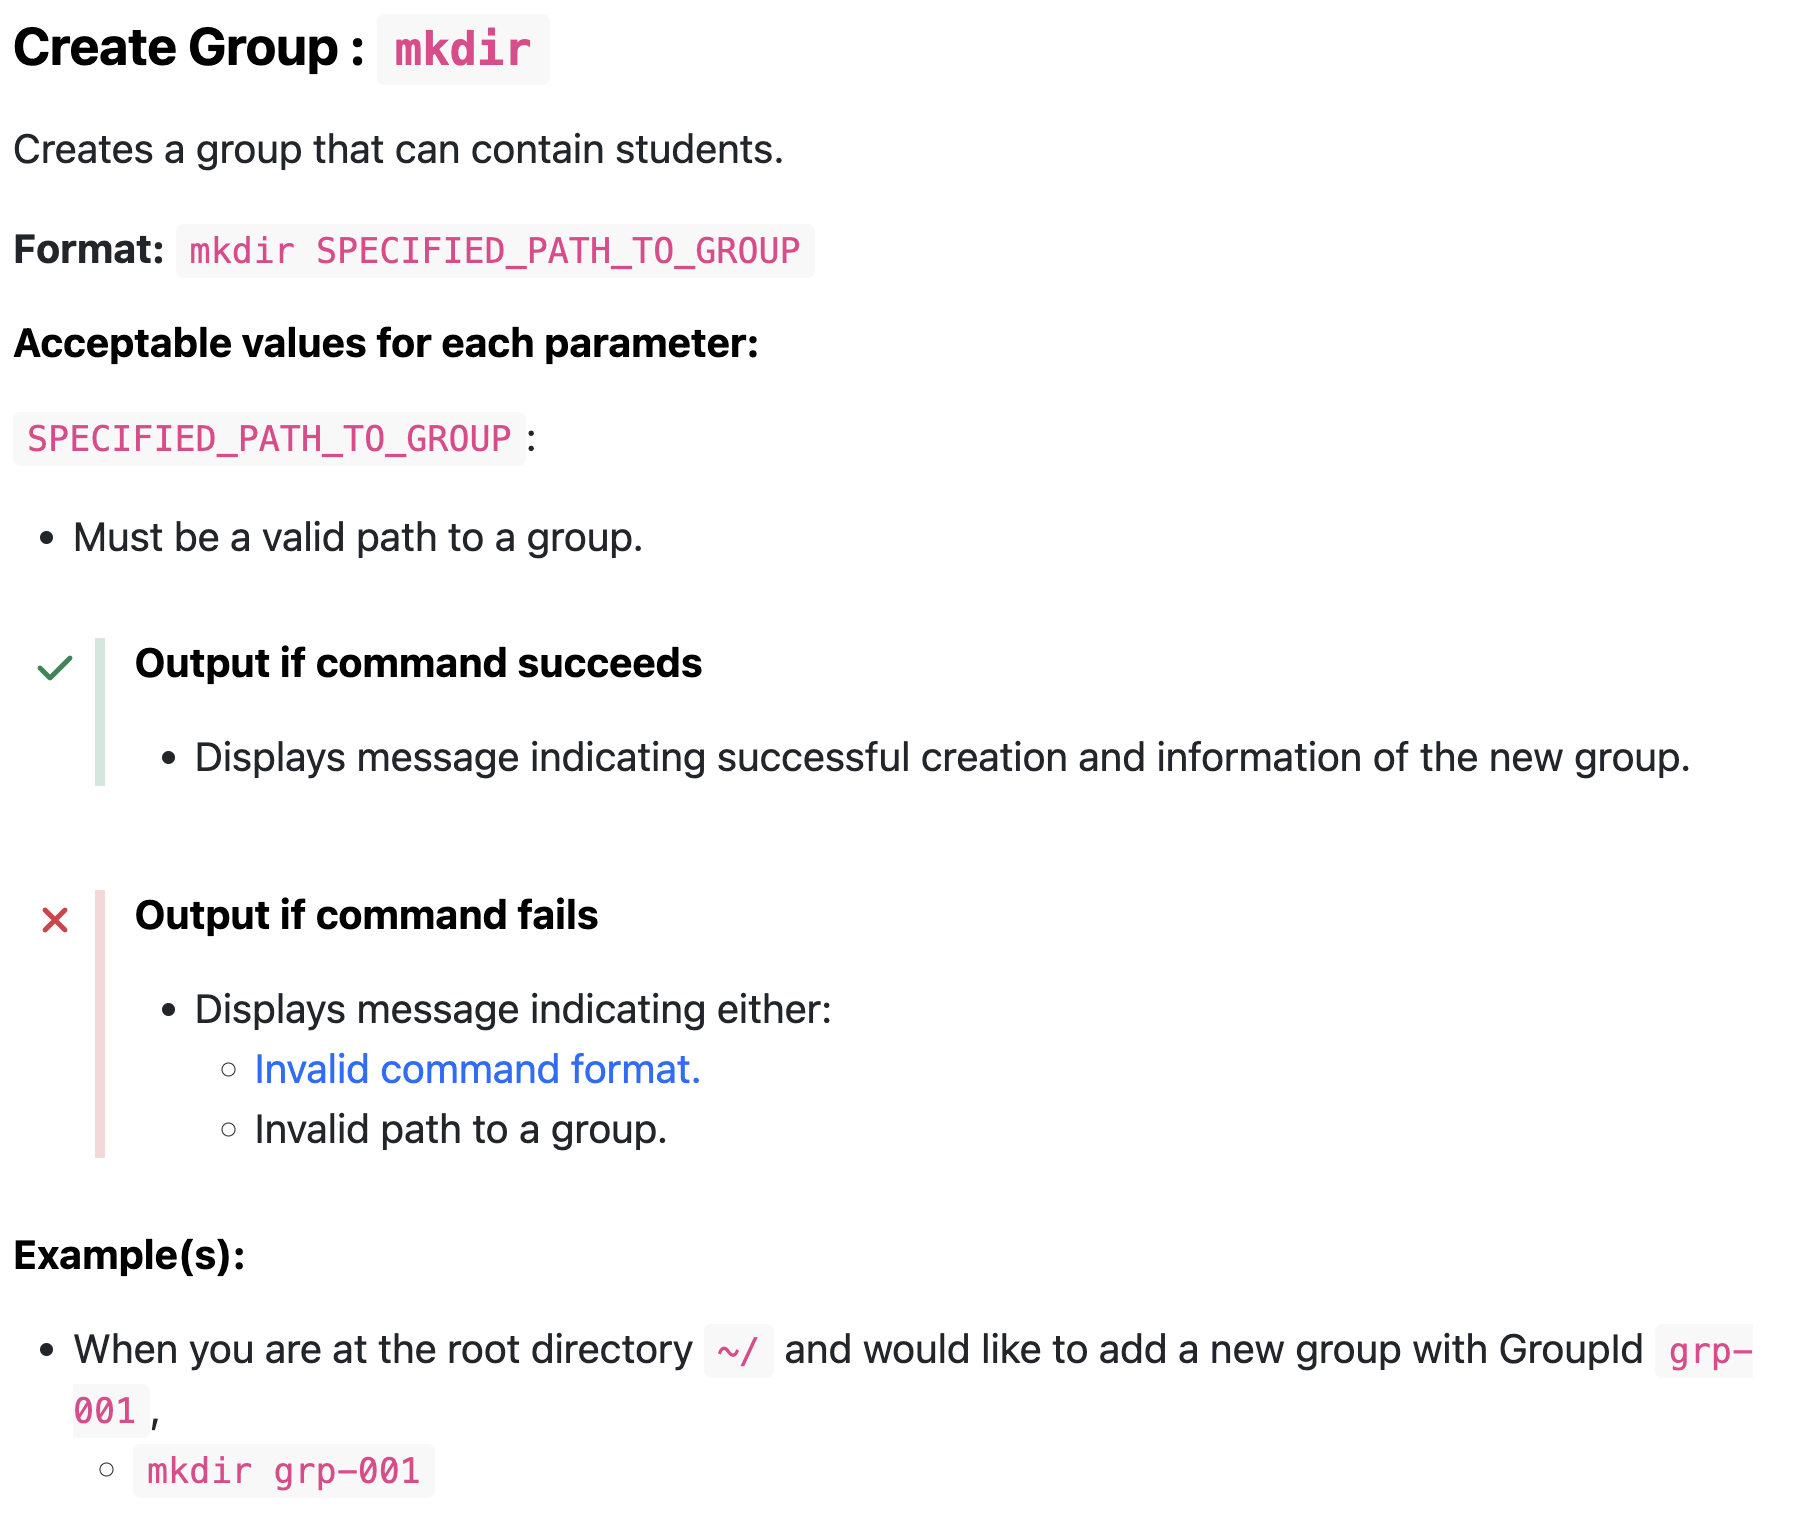 Create Group : mkdir
Creates a group that can contain students.
Format: mkdir SPECIFIED_PATH_TO_GROUP
Acceptable values for each parameter:
SPECIFIED_PATH_TO_GROUP :
• Must be a valid path to a group.
Output if command succeeds
• Displays message indicating successful creation and information of the new group.
Output if command fails
• Displays message indicating either:
○ Invalid command format.
○ Invalid path to a group.
Example(s):
• When you are at the root directory ~/ and would like to add a new group with GroupId grp-
001 ,
○ mkdir grp-001